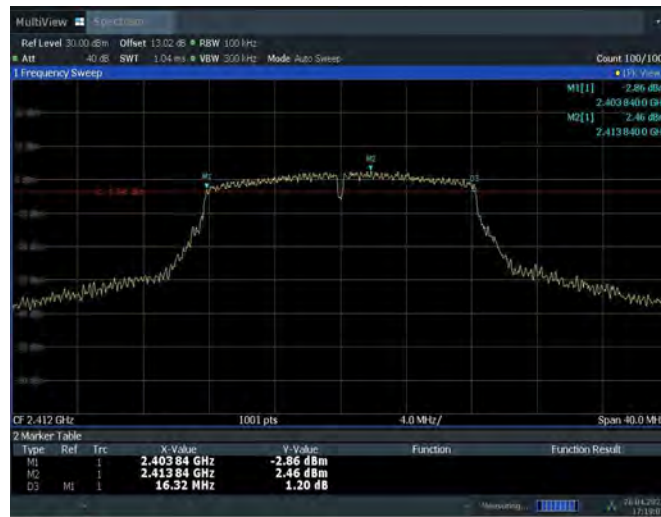 MultiView Spectrum
Ref Level 30.00 dBm Offset 13.02 dB RBW 100 kHz
Att 40 dB SWT 1.04 ms VBW 300 kHz Mode Auto Sweep Count 100/100
1 Frequency Sweep
M1[1] -2.86 dBm
2.403 840 0 GHz
M2[1] 2.46 dBm
2.413 840 0 GHz
M2
M1
D3
CF 2.412 GHz 1001 pts 4.0 MHz/ Span 40.0 MH
2 Marker Table
Type Ref Trc X-Value Y-Value Function Function Result
M1 1 2.403 84 GHz -2.86 dBm
M2 1 2.413 84 GHz 2.46 dBm
D3 M1 1 16.32 MHz 1.20 dB
Measuring...